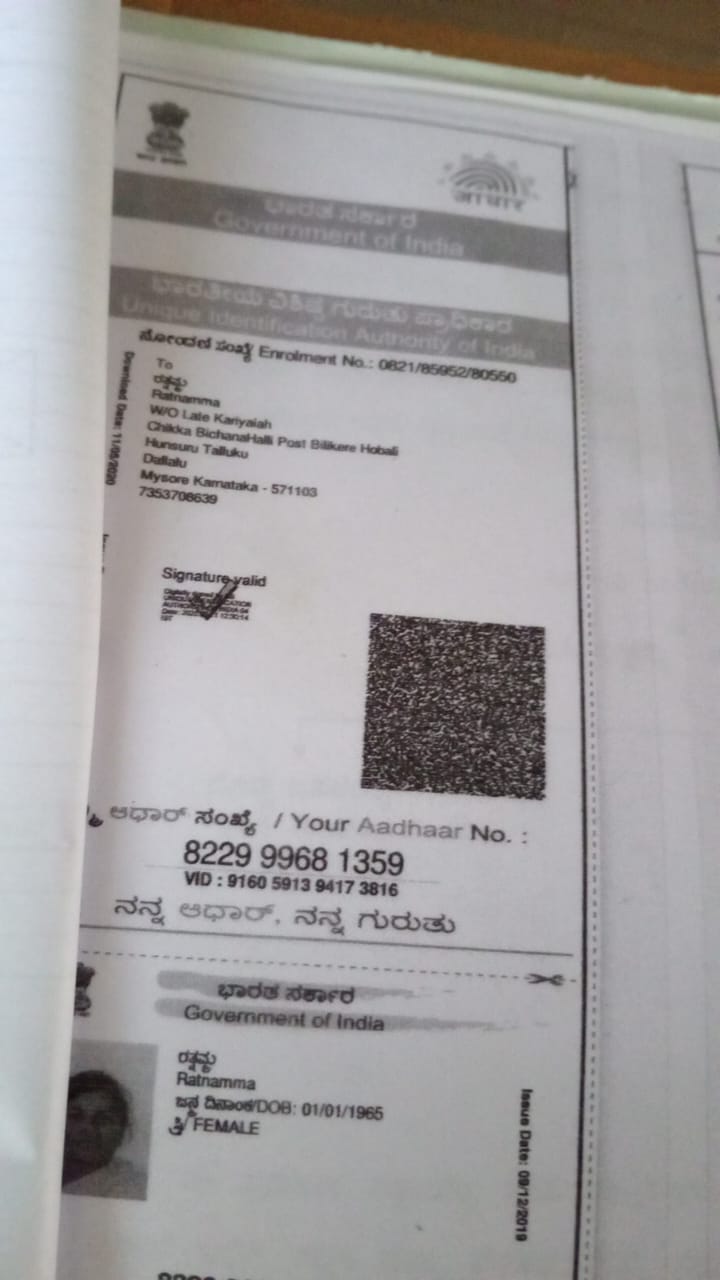 आधार
ಭಾರತ ಸರ್ಕಾರ
Government of India
ಭಾರತೀಯ ವಿಶಿಷ್ಟ ಗುರುತು ಪ್ರಾಧಿಕಾರ
Unique Identification Authority of India
ನೋಂದಣಿ ಸಂಖ್ಯೆ/ Enrolment No.: 0821/85952/80550
To
ರತ್ನಮ್ಮ
Ratnamma
W/O Late Kariyaiah
Chikka BichanaHalli Post Bilikere Hobali
Hunsuru Talluku
Dallalu
Mysore Karnataka - 571103
7353708639
Download Date: 11/05/2020
Signature valid
ಆಧಾರ್ ಸಂಖ್ಯೆ / Your Aadhaar No. :
8229 9968 1359
VID : 9160 5913 9417 3816
ನನ್ನ ಆಧಾರ್, ನನ್ನ ಗುರುತು
ಭಾರತ ಸರ್ಕಾರ
Government of India
ರತ್ನಮ್ಮ
Ratnamma
ಜನ್ಮ ದಿನಾಂಕ/DOB: 01/01/1965
ಸ್ತ್ರೀ/ FEMALE
Issue Date: 09/12/2019